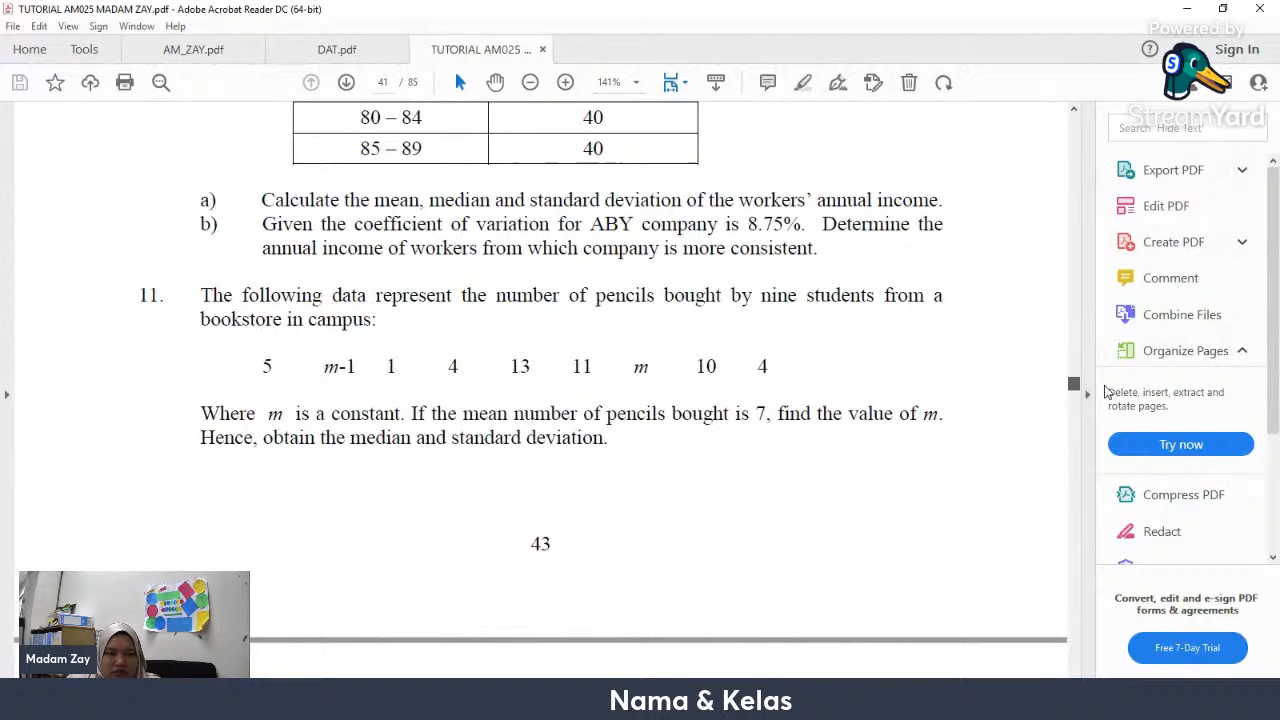 TUTORIAL AM025 MADAM ZAY.pdf - Adobe Acrobat Reader DC (64-bit)
File Edit View Sign Window Help
Powered by
Home Tools AM_ZAY.pdf DAT.pdf TUTORIAL AM025 ... × Sign In
41 / 85 141%
StreamYard
80 – 84 40
85 – 89 40
a) Calculate the mean, median and standard deviation of the workers' annual income.
b) Given the coefficient of variation for ABY company is 8.75%. Determine the
annual income of workers from which company is more consistent.
11. The following data represent the number of pencils bought by nine students from a
bookstore in campus:
5 m-1 1 4 13 11 m 10 4
Where m is a constant. If the mean number of pencils bought is 7, find the value of m.
Hence, obtain the median and standard deviation.
43
Search 'Hide Text'
Export PDF
Edit PDF
Create PDF
Comment
Combine Files
Organize Pages
Delete, insert, extract and
rotate pages.
Try now
Compress PDF
Redact
Convert, edit and e-sign PDF
forms & agreements
Free 7-Day Trial
Madam Zay
Nama & Kelas